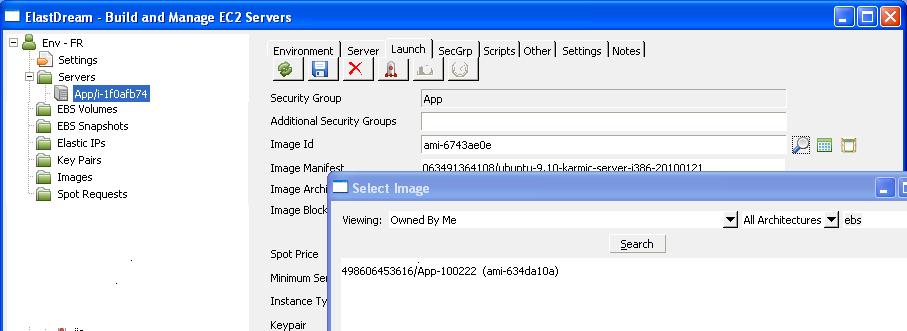 ElastDream - Build and Manage EC2 Servers
Env - FR
Settings
Servers
App/i-1f0afb74
EBS Volumes
EBS Snapshots
Elastic IPs
Key Pairs
Images
Spot Requests
Environment Server Launch SecGrp Scripts Other Settings Notes
Security Group App
Additional Security Groups
Image Id ami-6743ae0e
Image Manifest 063491364108/ubuntu-9.10-karmic-server-i386-20100121
Image Archi
Image Block
Spot Price
Minimum Se
Instance Ty
Keypair
Select Image
Viewing: Owned By Me All Architectures ebs
Search
498606453616/App-100222 (ami-634da10a)